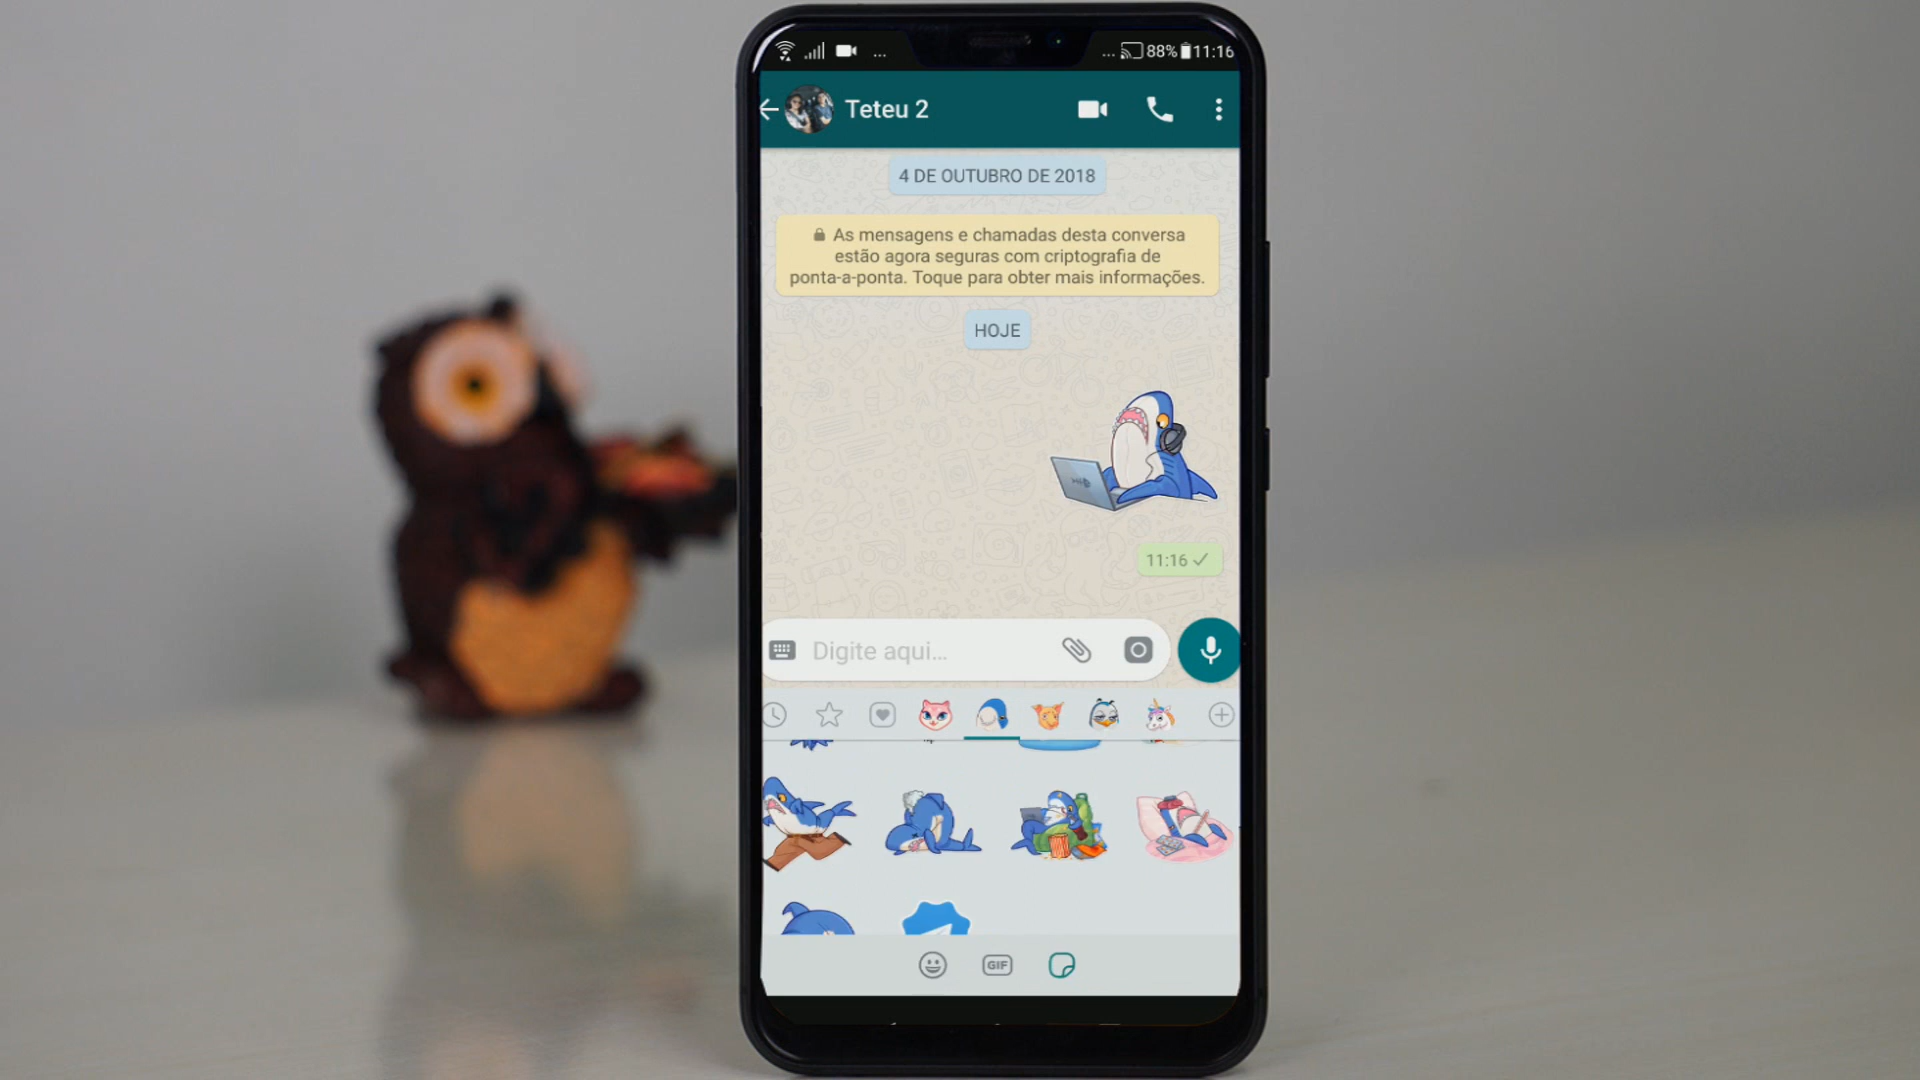 ... ... 88% 11:16
Teteu 2
4 DE OUTUBRO DE 2018
As mensagens e chamadas desta conversa
estão agora seguras com criptografia de
ponta-a-ponta. Toque para obter mais informações.
HOJE
11:16
Digite aqui...
GIF